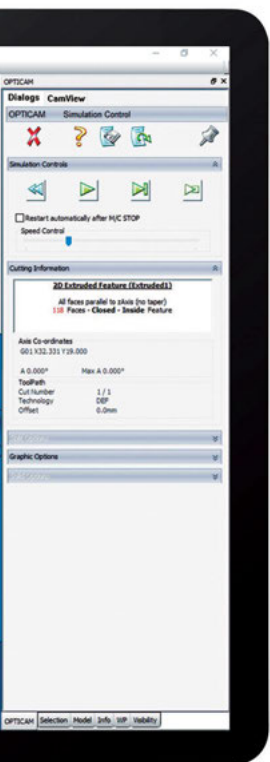 OPTICAM
Dialogs CamView
OPTICAM Simulation Control
Simulation Controls
Restart automatically after M/C STOP
Speed Control
Cutting Information
2D Extruded Feature (Extruded1)
All faces parallel to zAxis (no taper)
118 Faces - Closed - Inside Feature
Axis Co-ordinates
G01 X32.331 Y19.000
A 0.000° Max A 0.000°
ToolPath
Cut Number 1 / 1
Technology DEP
Offset 0.0mm
Graphic Options
OPTICAM Selection Model Info WP Visibility